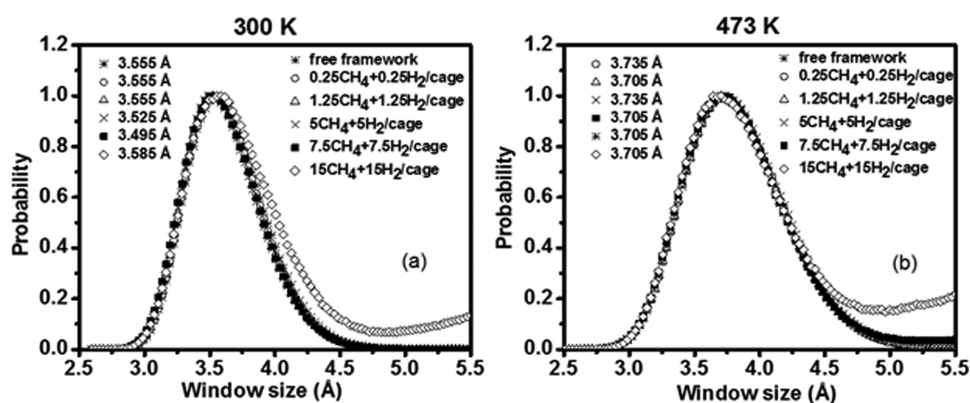 300 K
1.2
1.0
0.8
0.6
0.4
0.2
0.0
Probability
3.555 Å
3.555 Å
3.555 Å
3.525 Å
3.495 Å
3.585 Å
free framework
0.25CH4+0.25H2/cage
1.25CH4+1.25H2/cage
5CH4+5H2/cage
7.5CH4+7.5H2/cage
15CH4+15H2/cage
(a)
2.5 3.0 3.5 4.0 4.5 5.0 5.5
Window size (Å)
473 K
1.2
1.0
0.8
0.6
0.4
0.2
0.0
Probability
3.735 Å
3.705 Å
3.735 Å
3.705 Å
3.705 Å
3.705 Å
free framework
0.25CH4+0.25H2/cage
1.25CH4+1.25H2/cage
5CH4+5H2/cage
7.5CH4+7.5H2/cage
15CH4+15H2/cage
(b)
2.5 3.0 3.5 4.0 4.5 5.0 5.5
Window size (Å)